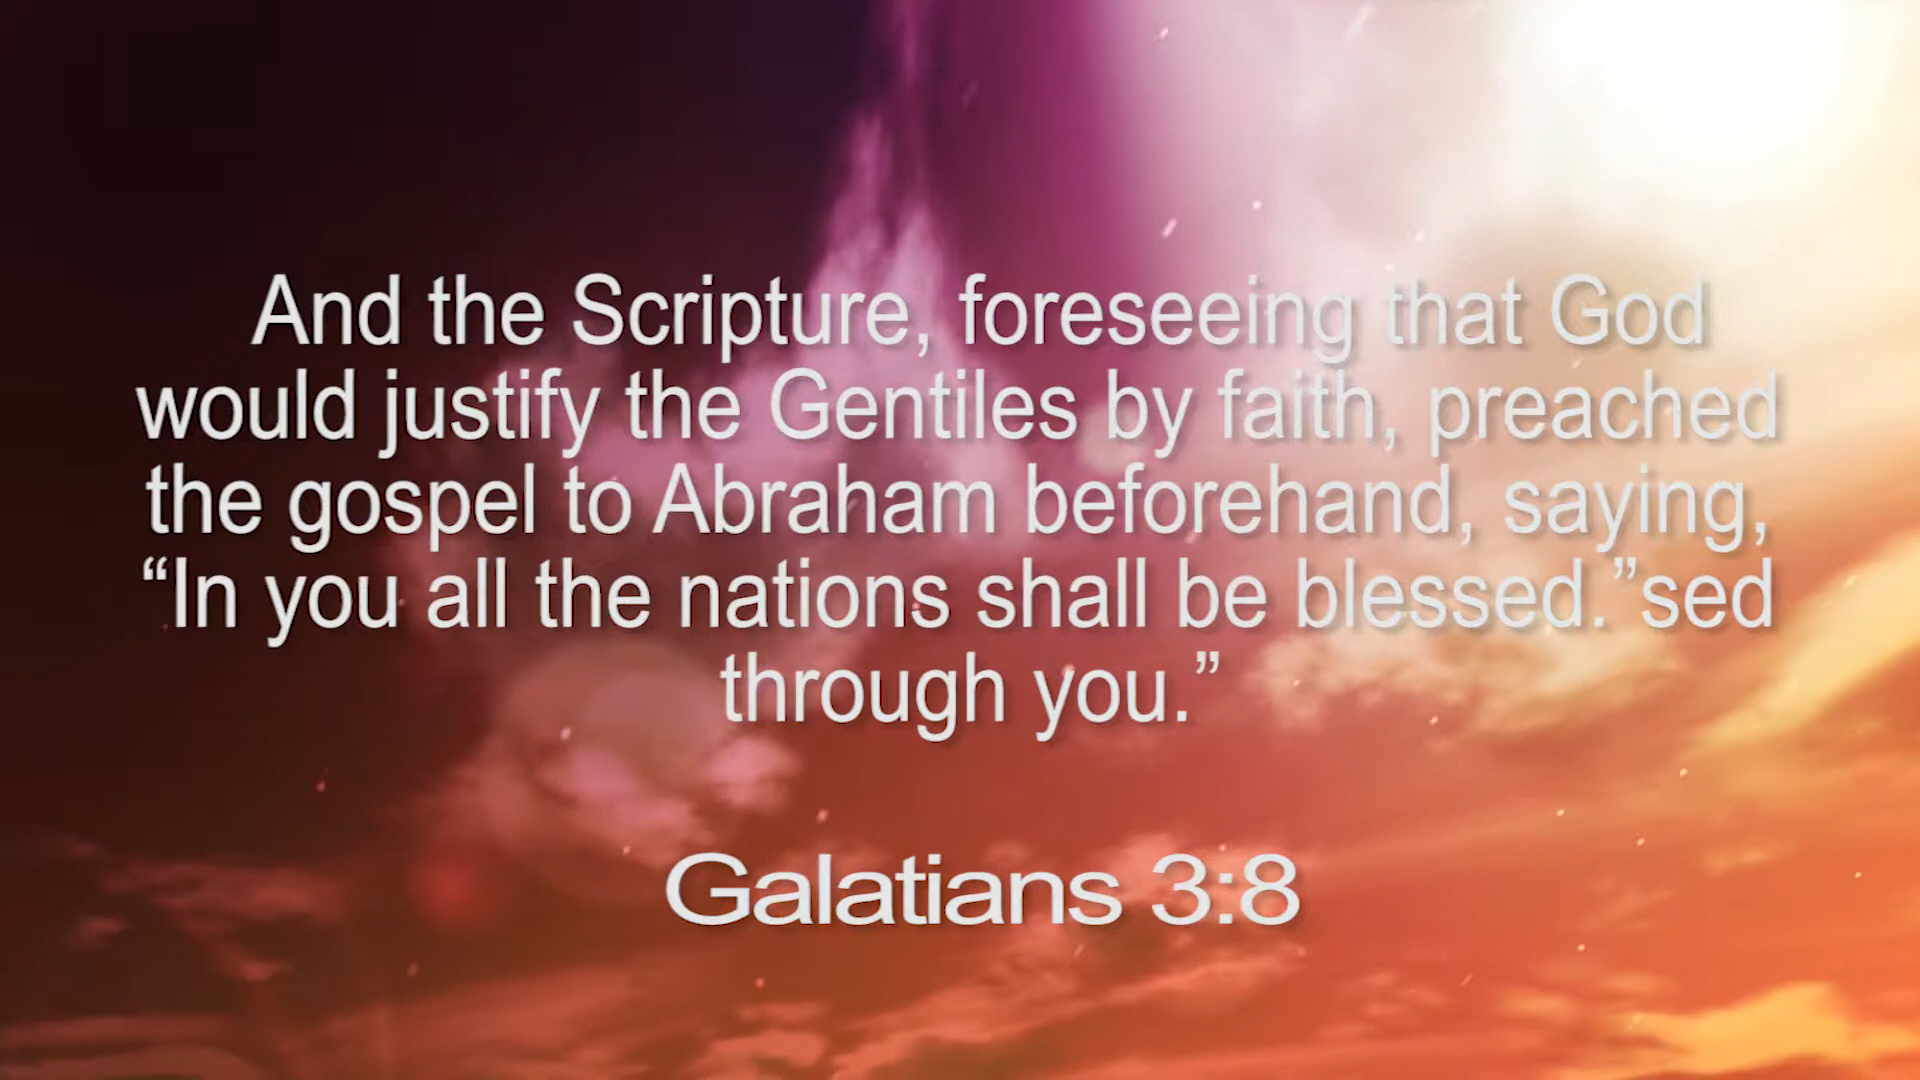 And the Scripture, foreseeing that God
would justify the Gentiles by faith, preached
the gospel to Abraham beforehand, saying,
“In you all the nations shall be blessed.”sed
through you.”
Galatians 3:8